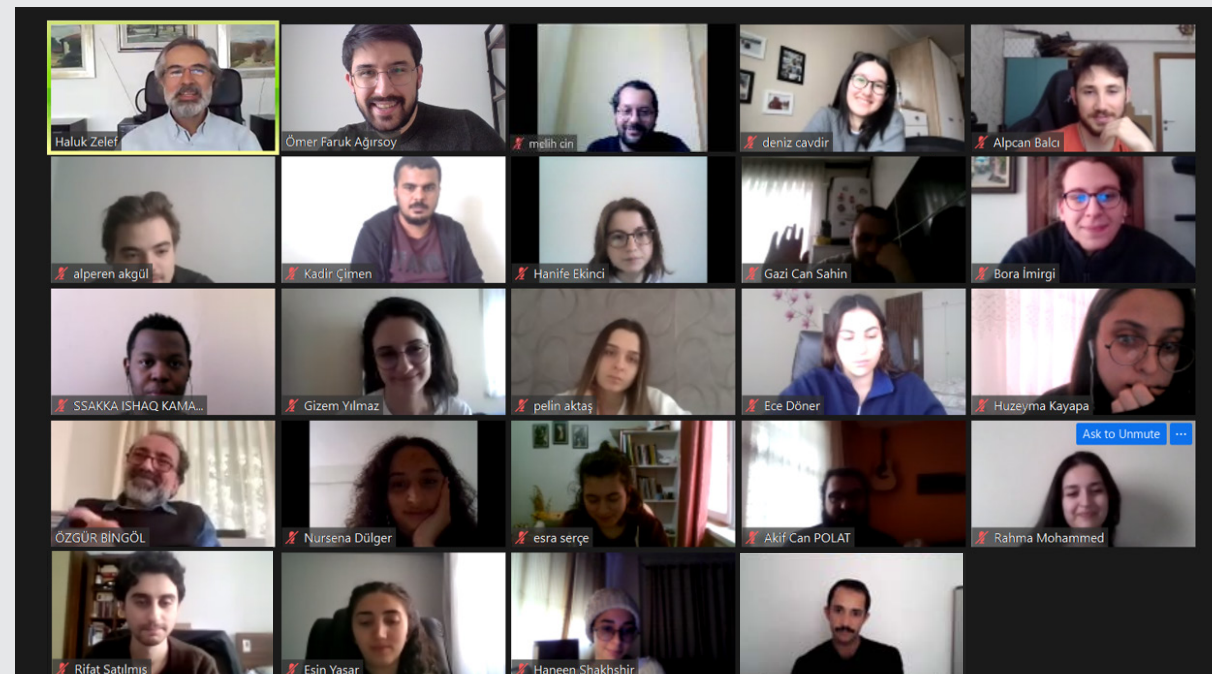 Haluk Zelef
Ömer Faruk Ağırsoy
melih cin
deniz cavdir
Alpcan Balcı
alperen akgül
Kadir Çimen
Hanife Ekinci
Gazi Can Sahin
Bora İmirgi
SSAKKA ISHAQ KAMA...
Gizem Yılmaz
pelin aktaş
Ece Döner
Huzeyma Kayapa
Ask to Unmute ...
ÖZGÜR BİNGÖL
Nursena Dülger
esra serçe
Akif Can POLAT
Rahma Mohammed
Rifat Satılmış
Esin Yaşar
Haneen Shakhshir